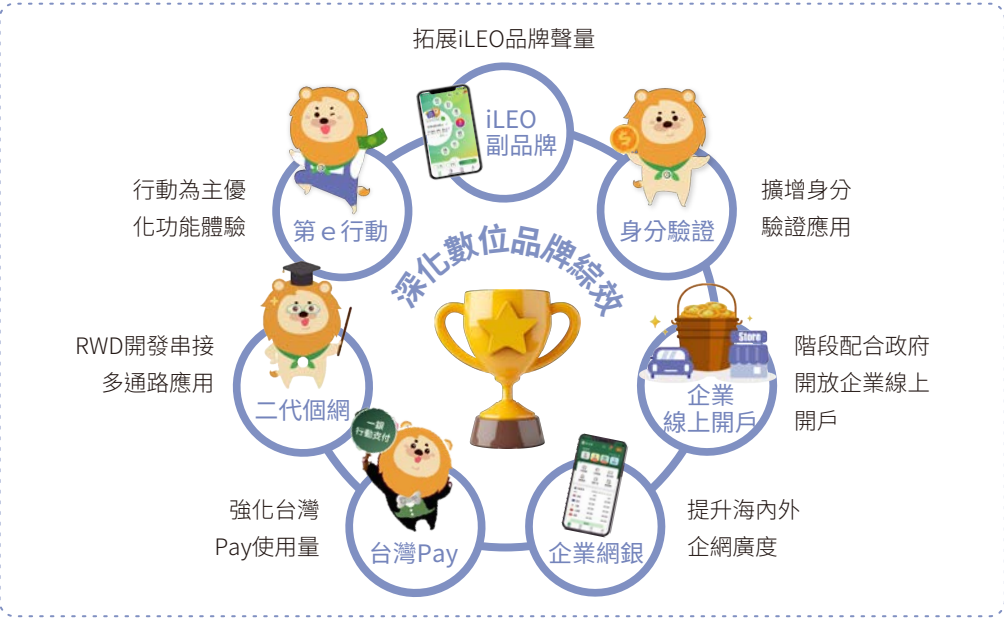 拓展iLEO品牌聲量
iLEO
副品牌
行動為主優
化功能體驗
第e行動
擴增身分
驗證應用
身分驗證
深化數位品牌綜效
RWD開發串接
多通路應用
二代個網
Store
階段配合政府
開放企業線上
開戶
企業
線上開戶
一銀
行動支付
強化台灣
Pay使用量
台灣Pay
提升海內外
企網廣度
企業網銀